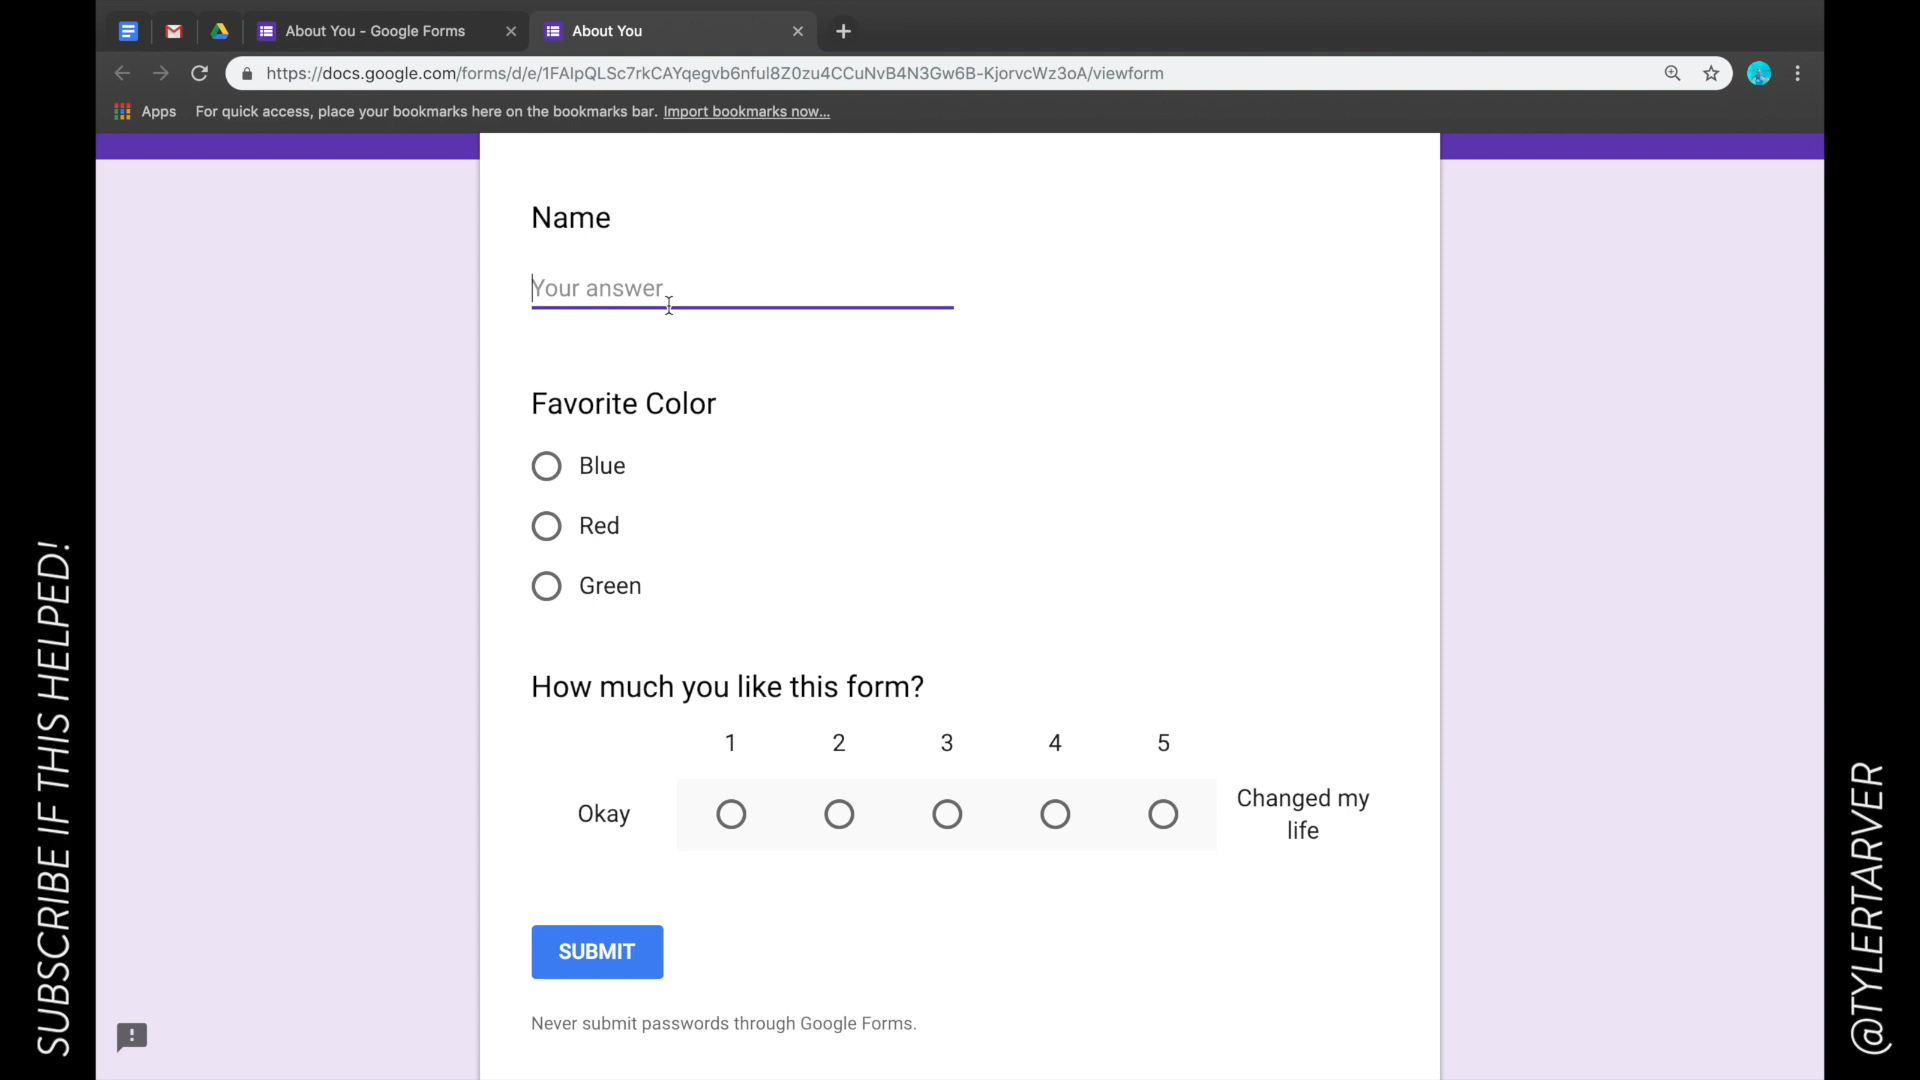 About You - Google Forms
About You
https://docs.google.com/forms/d/e/1FAIpQLSc7rkCAYqegvb6nful8Z0zu4CCuNvB4N3Gw6B-KjorvcWz3oA/viewform
Apps
For quick access, place your bookmarks here on the bookmarks bar. Import bookmarks now...
Name
Your answer
Favorite Color
Blue
Red
Green
How much you like this form?
1 2 3 4 5
Okay
Changed my
life
SUBMIT
Never submit passwords through Google Forms.
SUBSCRIBE IF THIS HELPED!
@TYLERTARVER